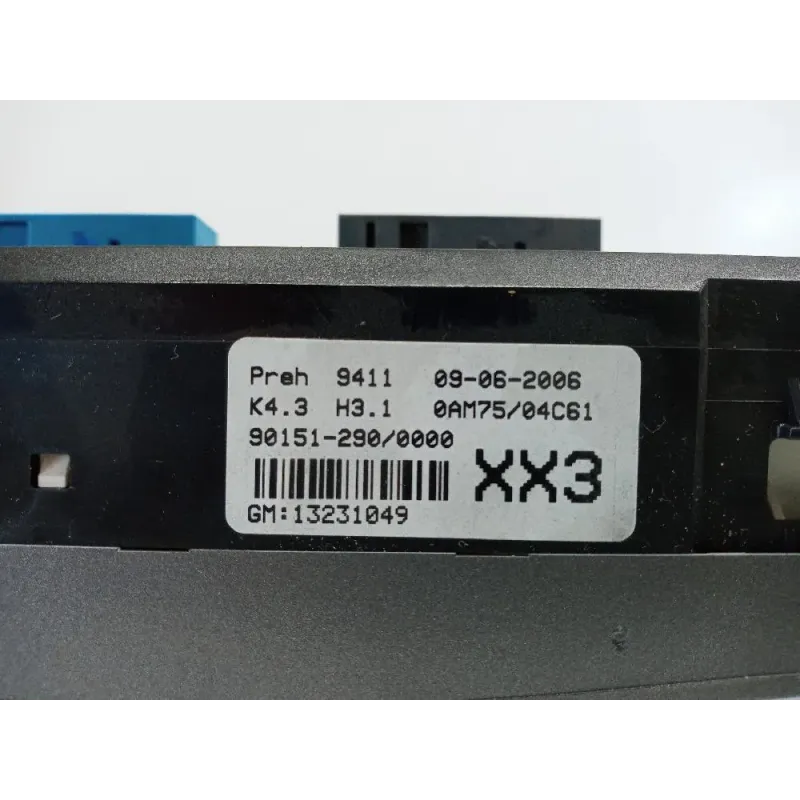 Preh 9411 09-06-2006
K4.3 H3.1 0AM75/04C61
90151-290/0000
XX3
GM:13231049